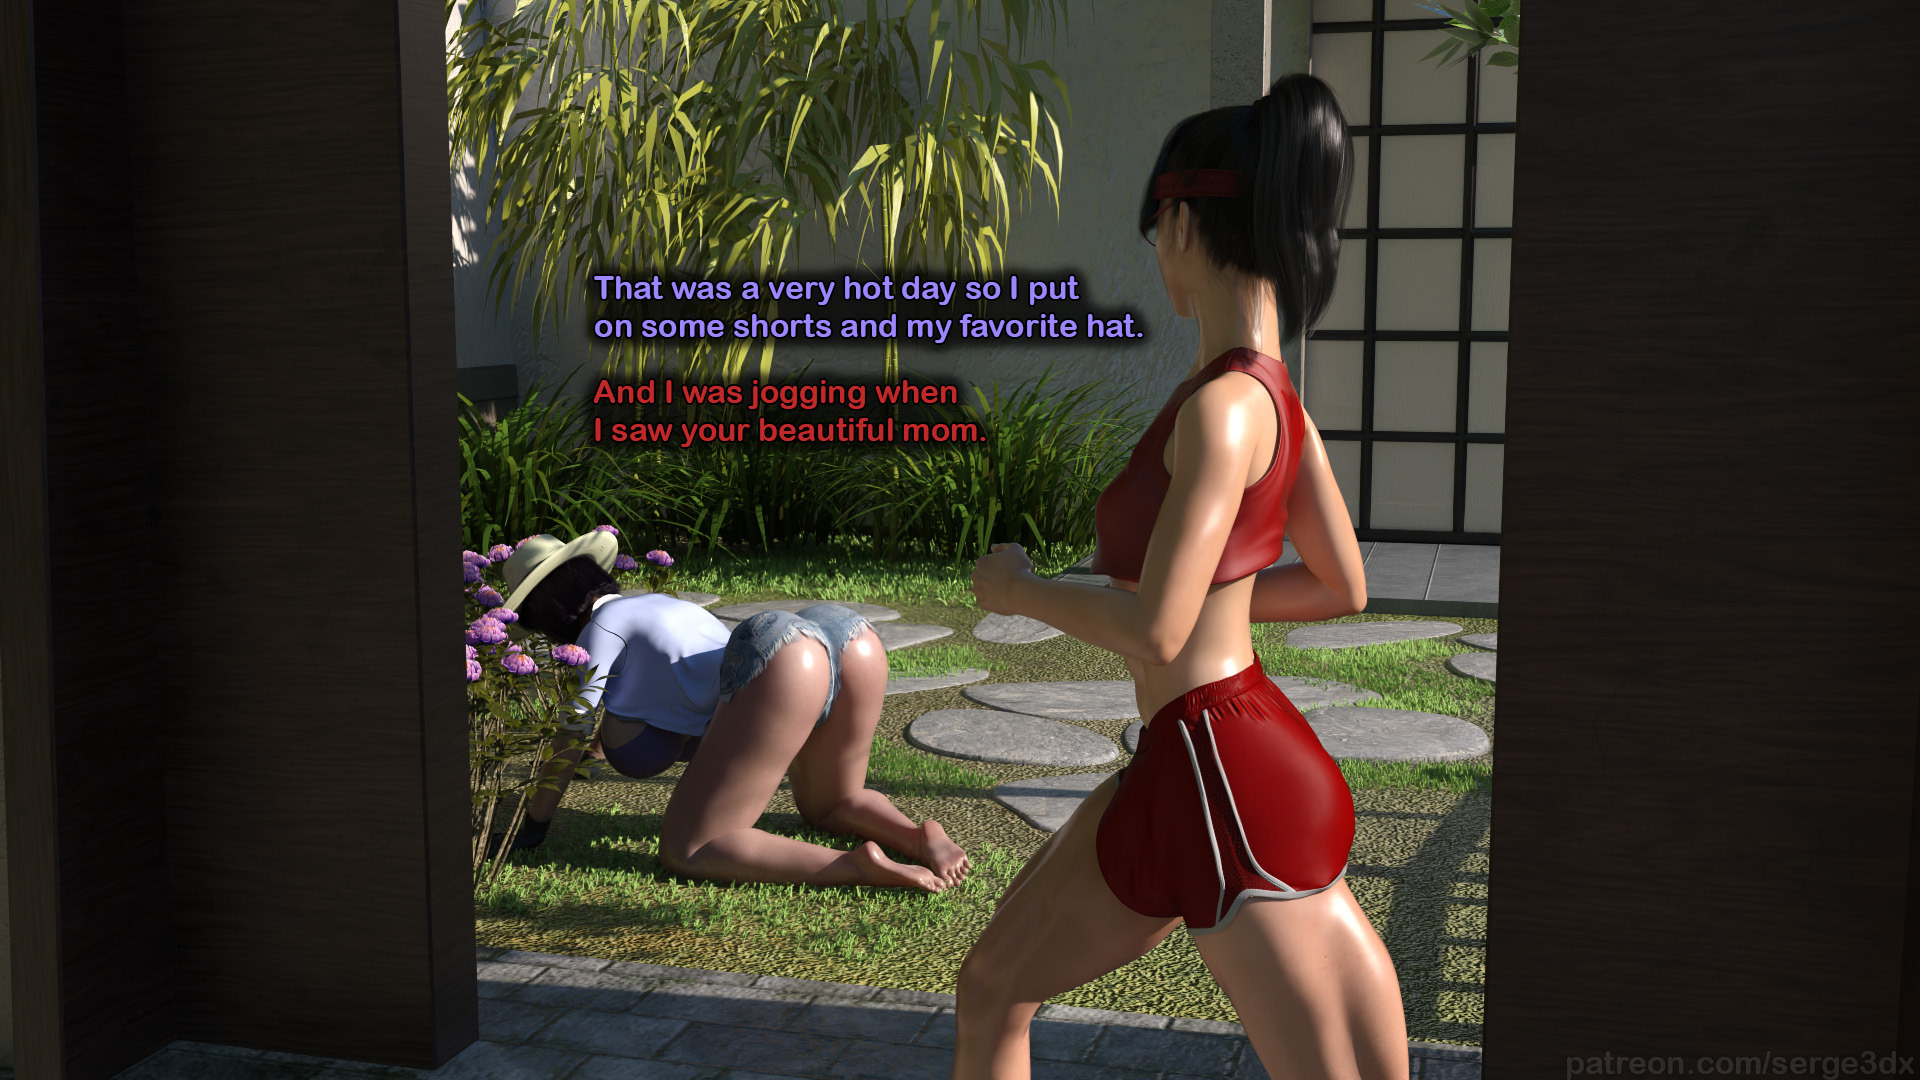 That was a very hot day so I put
on some shorts and my favorite hat.
And I was jogging when
I saw your beautiful mom.
patreon.com/serge3dx